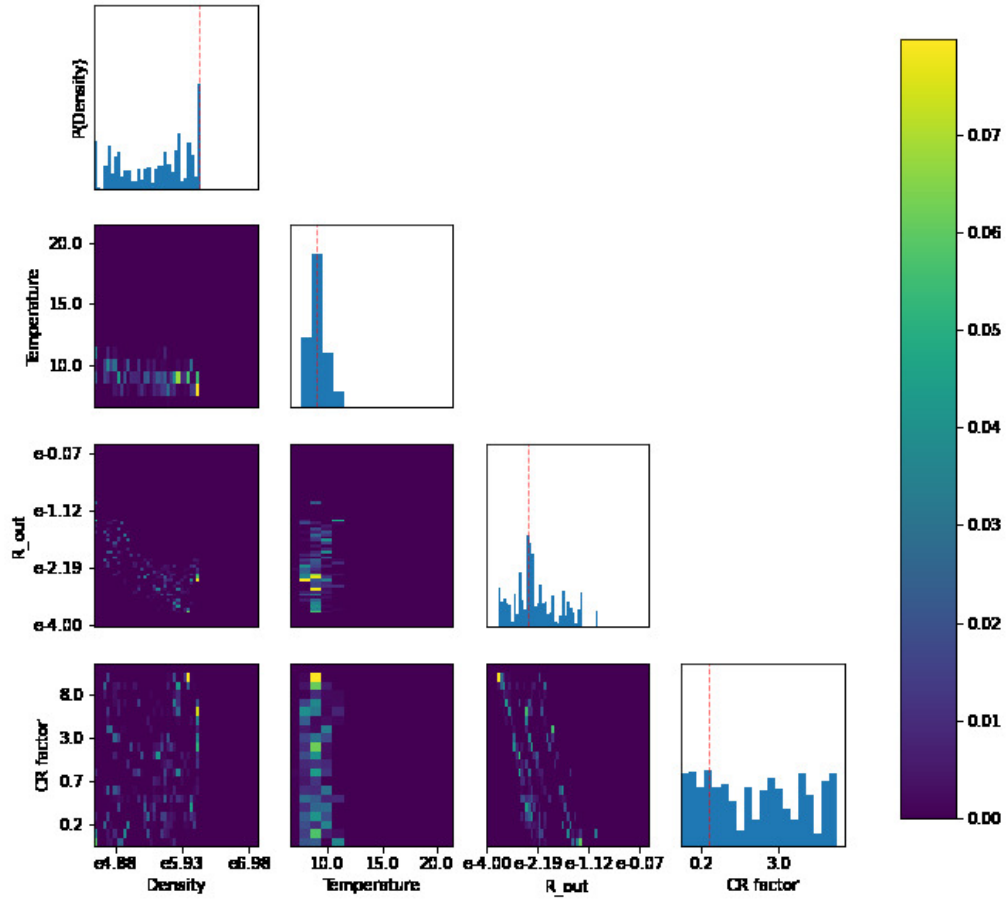 P(Density)
20.0
15.0
10.0
Temperature
e-0.07
e-1.12
e-2.19
e-4.00
R_out
8.0
3.0
0.7
0.2
CR factor
e4.88 e5.93 e6.98
Density
10.0 15.0 20.0
Temperature
e-4.00 e-2.19 e-1.12 e-0.07
R_out
0.2 3.0
CR factor
0.07
0.06
0.05
0.04
0.03
0.02
0.01
0.00